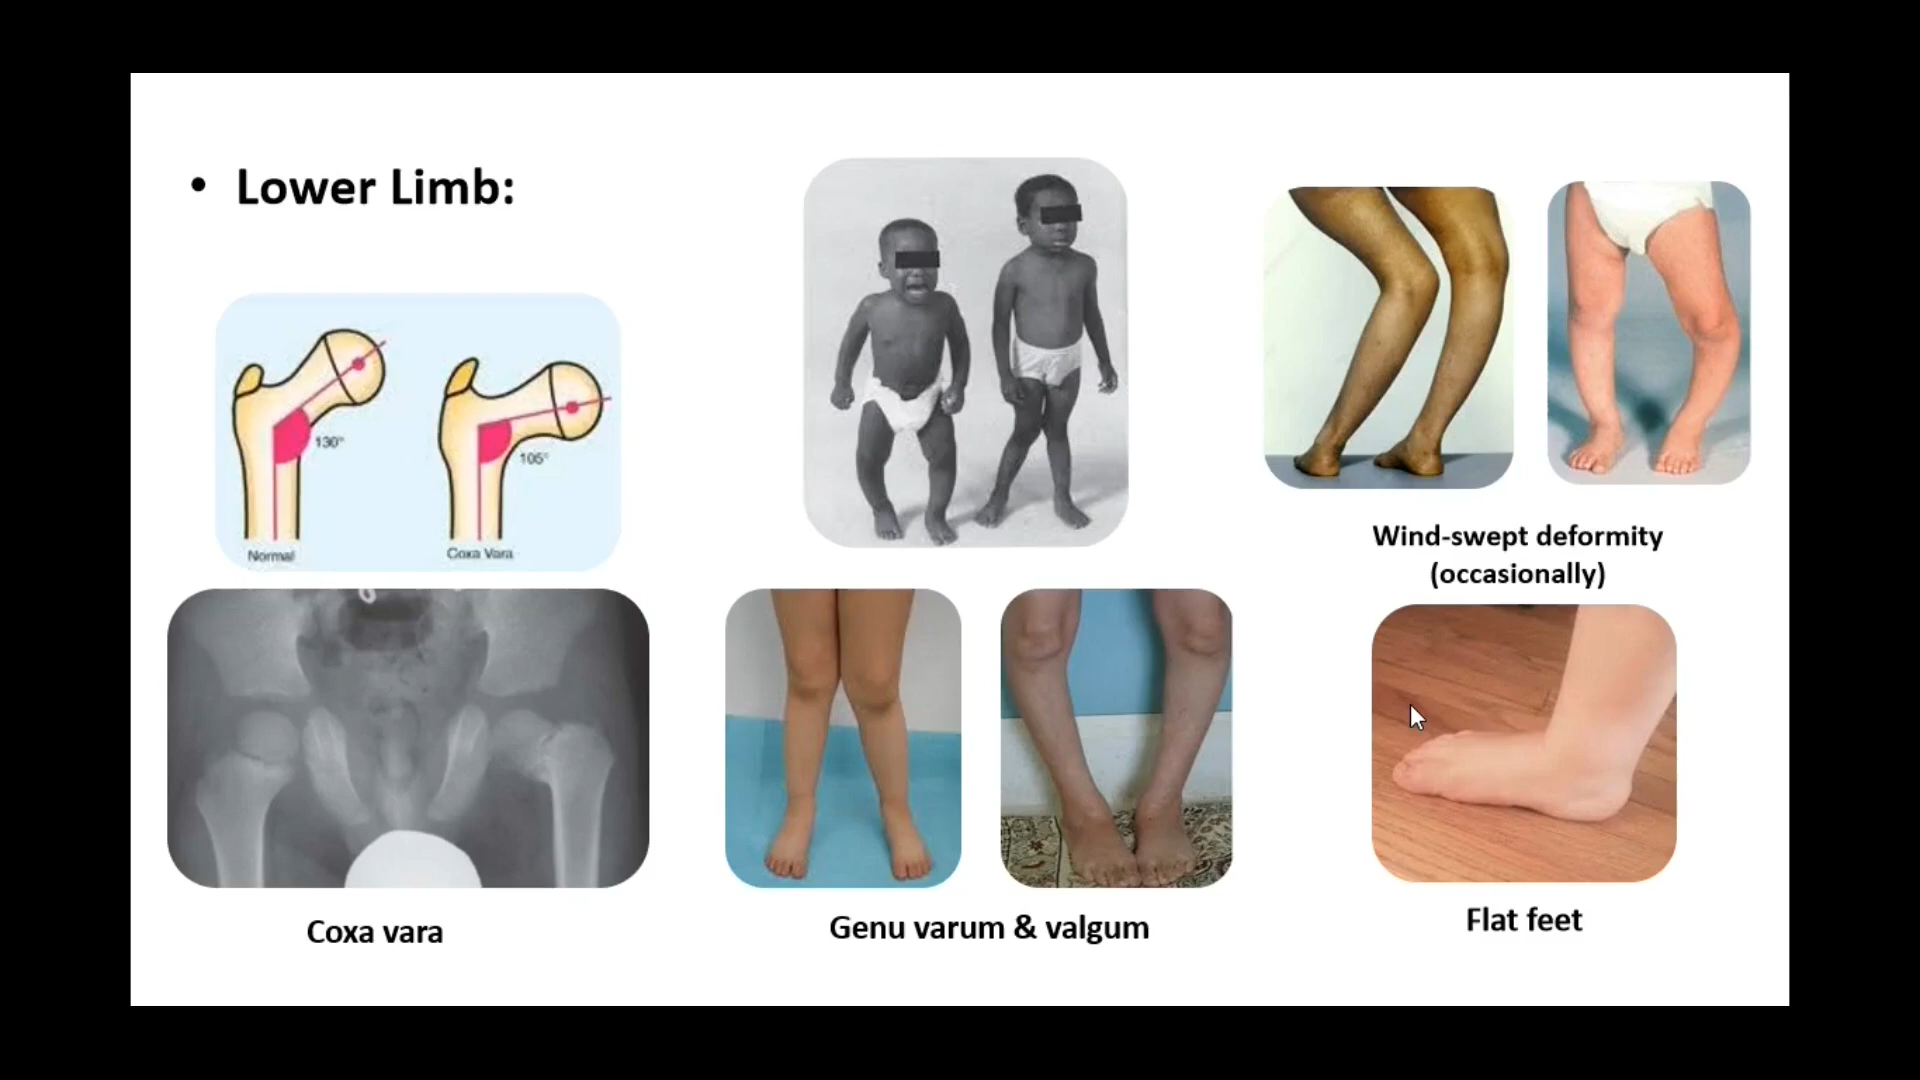 • Lower Limb:
130°
105°
Normal
Coxa Vara
Coxa vara
Genu varum & valgum
Wind-swept deformity
(occasionally)
Flat feet